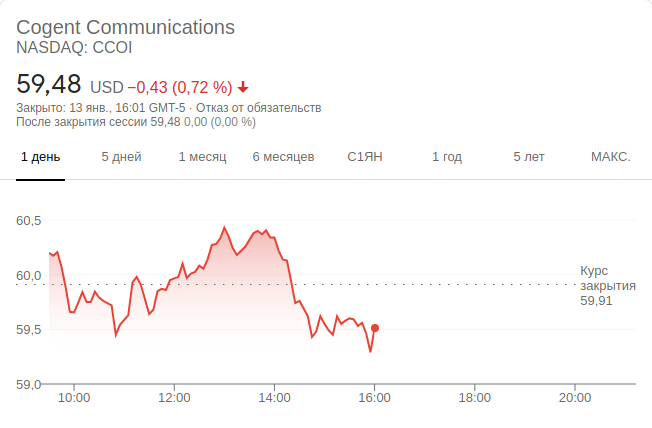 Cogent Communications
NASDAQ: CCOI
59,48 USD −0,43 (0,72 %)
Закрыто: 13 янв., 16:01 GMT-5 · Отказ от обязательств
После закрытия сессии 59,48 0,00 (0,00 %)
1 день 5 дней 1 месяц 6 месяцев С1ЯН 1 год 5 лет МАКС.
60,5
60,0
59,5
59,0
Курс
закрытия
59,91
10:00 12:00 14:00 16:00 18:00 20:00